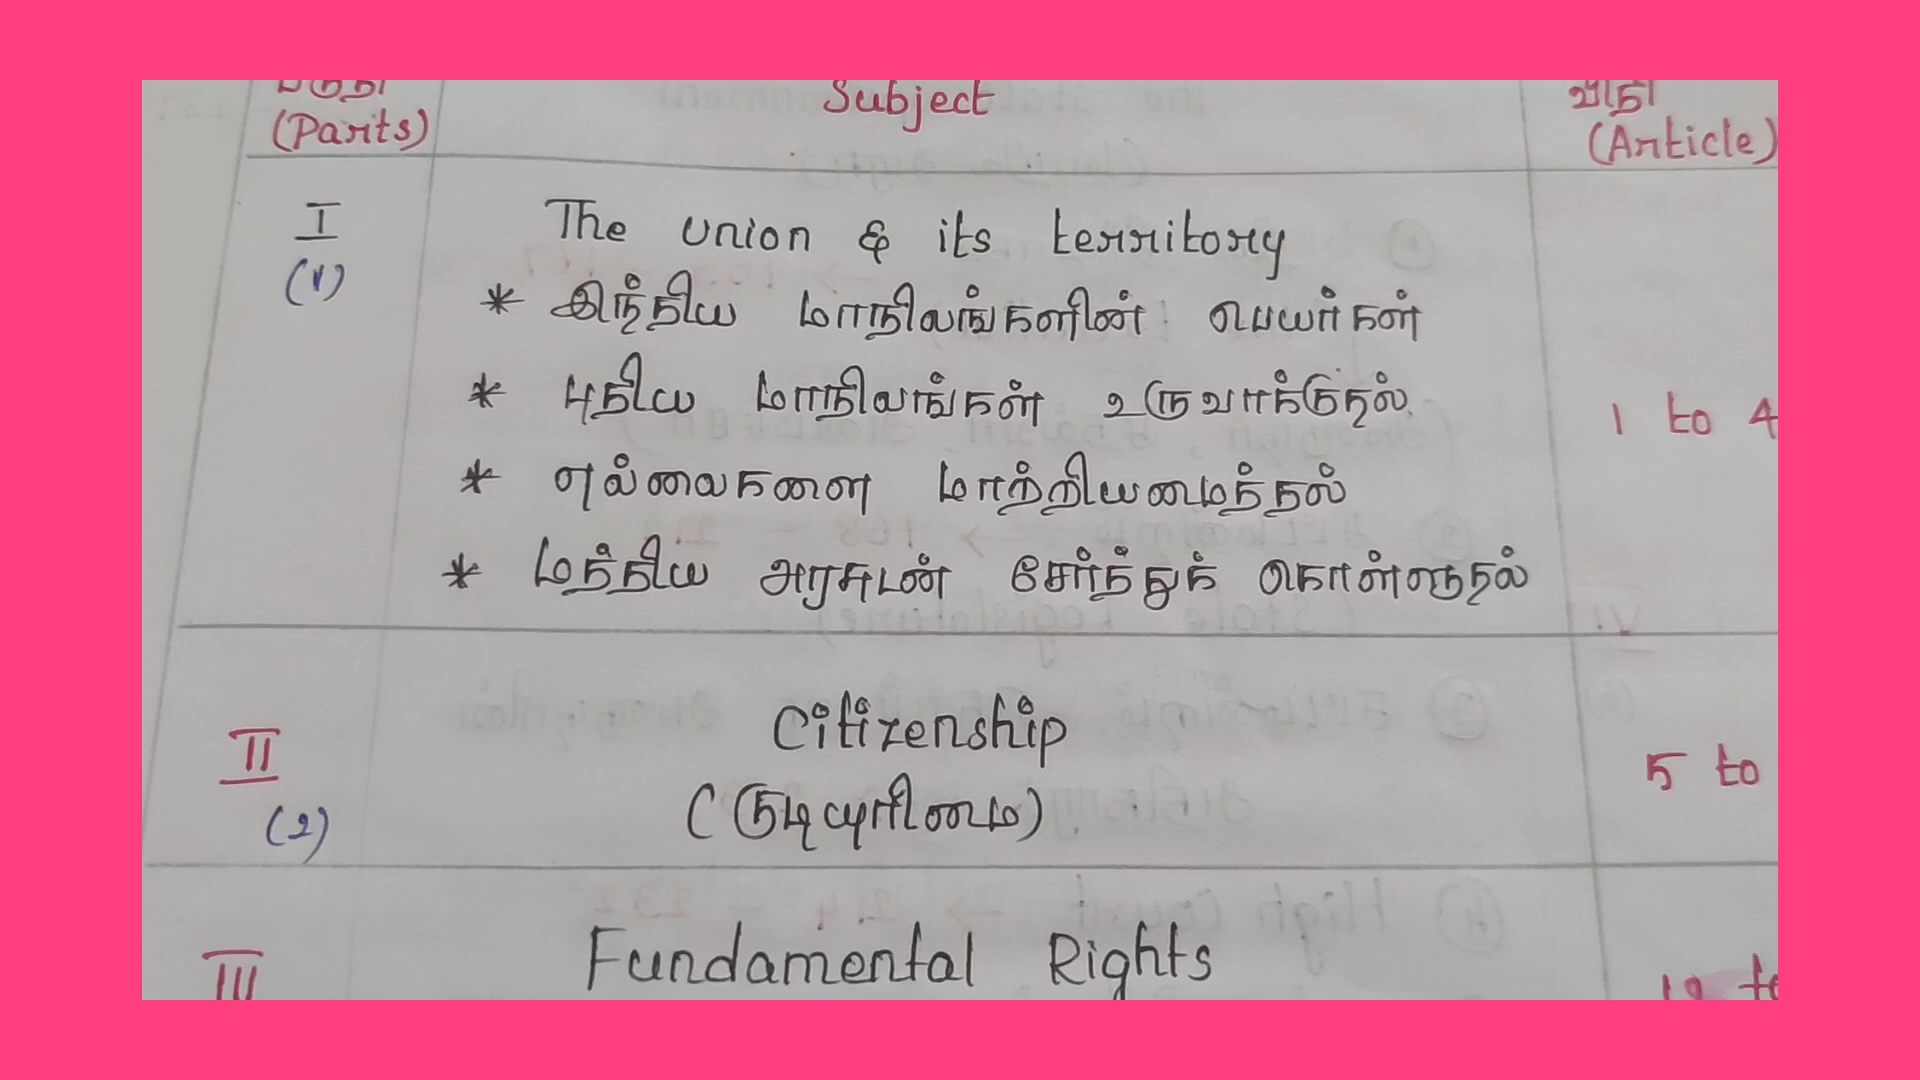 Subject
(Parts)
(Article)
I
The union & its territory
(1)
* இந்திய மாநிலங்களின் பெயர்கள்
* புதிய மாநிலங்கள் உருவாக்குதல்
1 to 4
* எல்லைகளை மாற்றியமைத்தல்
* மத்திய அரசுடன் சேர்த்துக் கொள்ளுதல்
II
Citizenship
5 to
(2)
(குடியுரிமை)
III
Fundamental Rights